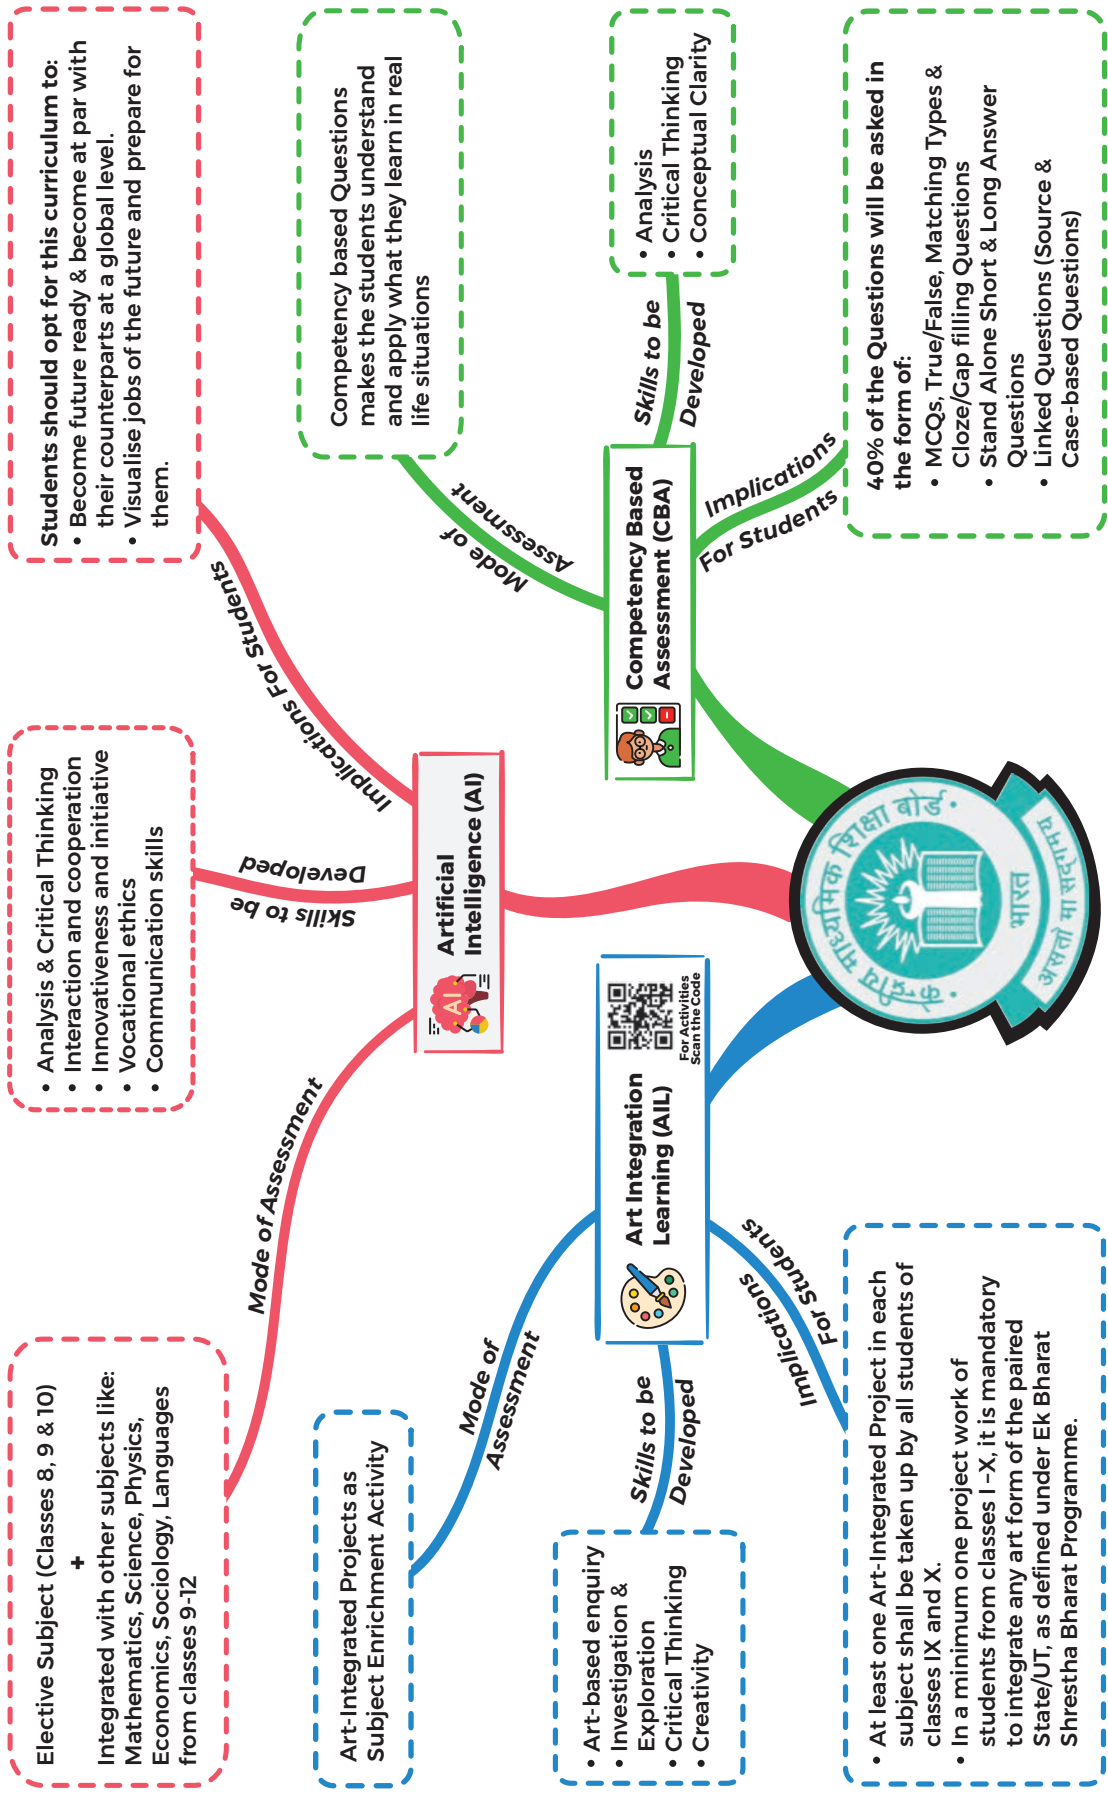 Elective Subject (Classes 8, 9 & 10)
+
Integrated with other subjects like:
Mathematics, Science, Physics,
Economics, Sociology, Languages
from classes 9-12
Mode of Assessment
• Analysis & Critical Thinking
• Interaction and cooperation
• Innovativeness and initiative
• Vocational ethics
• Communication skills
Skills to be
Developed
Students should opt for this curriculum to:
• Become future ready & become at par with
their counterparts at a global level.
• Visualise jobs of the future and prepare for
them.
Implications For Students
AI
Artificial
Intelligence (AI)
Art-Integrated Projects as
Subject Enrichment Activity
Mode of
Assessment
• Art-based enquiry
• Investigation &
Exploration
• Critical Thinking
• Creativity
Skills to be
Developed
Art Integration
Learning (AIL)
For Activities
Scan the Code
Implications
For Students
• At least one Art-Integrated Project in each
subject shall be taken up by all students of
classes IX and X.
• In a minimum one project work of
students from classes I –X, it is mandatory
to integrate any art form of the paired
State/UT, as defined under Ek Bharat
Shrestha Bharat Programme.
Competency based Questions
makes the students understand
and apply what they learn in real
life situations
Mode of
Assessment
• Analysis
• Critical Thinking
• Conceptual Clarity
Skills to be
Developed
Competency Based
Assessment (CBA)
Implications
For Students
40% of the Questions will be asked in
the form of:
• MCQs, True/False, Matching Types &
Cloze/Gap filling Questions
• Stand Alone Short & Long Answer
Questions
• Linked Questions (Source &
Case-based Questions)
• केन्द्रीय माध्यमिक शिक्षा बोर्ड •
भारत
असतो मा सद्गमय